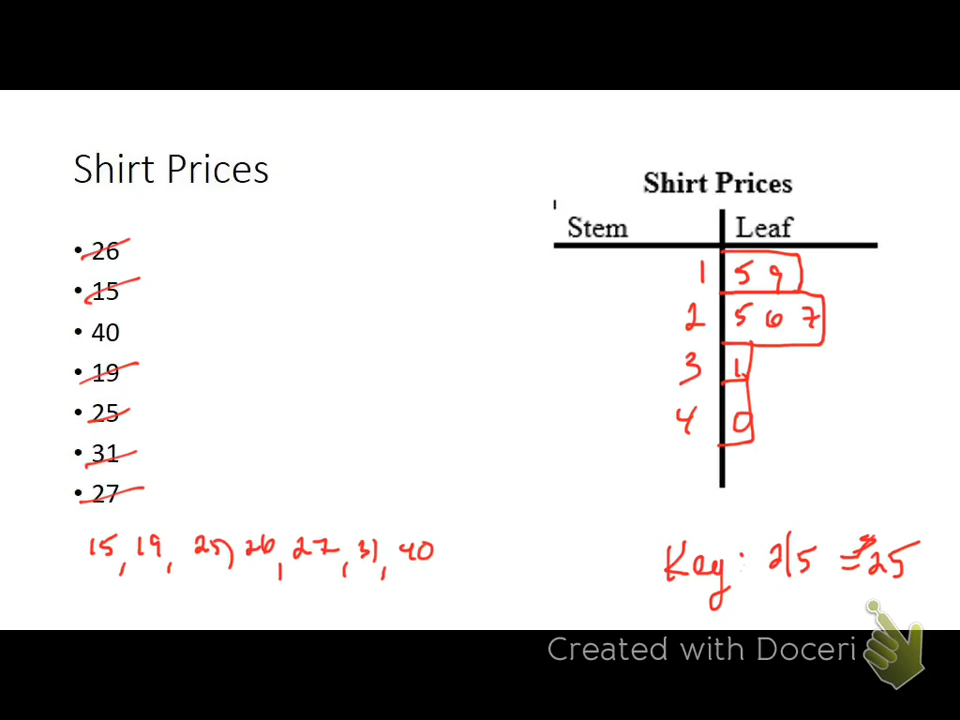 Shirt Prices
• 26
• 15
• 40
• 19
• 25
• 31
• 27
15, 19, 25, 26, 27, 31, 40
Shirt Prices
Stem Leaf
1 5 9
2 5 6 7
3 1
4 0
Key: 2|5 = $25
Created with Doceri